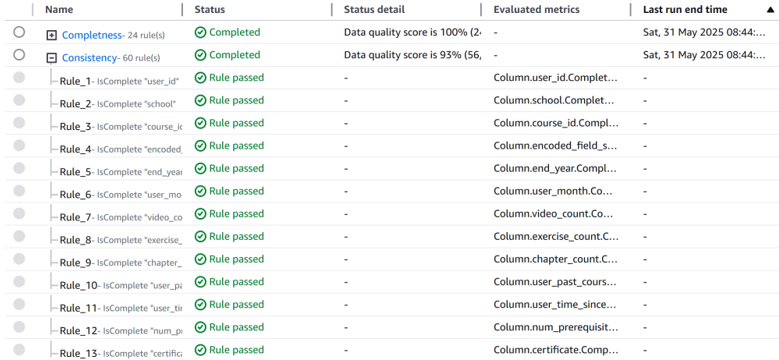 Name Status Status detail Evaluated metrics Last run end time
Completness- 24 rule(s) Completed Data quality score is 100% (24 - Sat, 31 May 2025 08:44:...
Consistency- 60 rule(s) Completed Data quality score is 93% (56, - Sat, 31 May 2025 08:44:...
Rule_1- IsComplete "user_id" Rule passed - Column.user_id.Complet... -
Rule_2- IsComplete "school" Rule passed - Column.school.Complet... -
Rule_3- IsComplete "course_id Rule passed - Column.course_id.Compl... -
Rule_4- IsComplete "encoded_ Rule passed - Column.encoded_field_s... -
Rule_5- IsComplete "end_year Rule passed - Column.end_year.Compl... -
Rule_6- IsComplete "user_mo Rule passed - Column.user_month.Co... -
Rule_7- IsComplete "video_co Rule passed - Column.video_count.Co... -
Rule_8- IsComplete "exercise_ Rule passed - Column.exercise_count.C... -
Rule_9- IsComplete "chapter_ Rule passed - Column.chapter_count.C... -
Rule_10- IsComplete "user_pa Rule passed - Column.user_past_cours... -
Rule_11- IsComplete "user_tii Rule passed - Column.user_time_since... -
Rule_12- IsComplete "num_p Rule passed - Column.num_prerequisit... -
Rule_13- IsComplete "certific Rule passed - Column.certificate.Comp... -